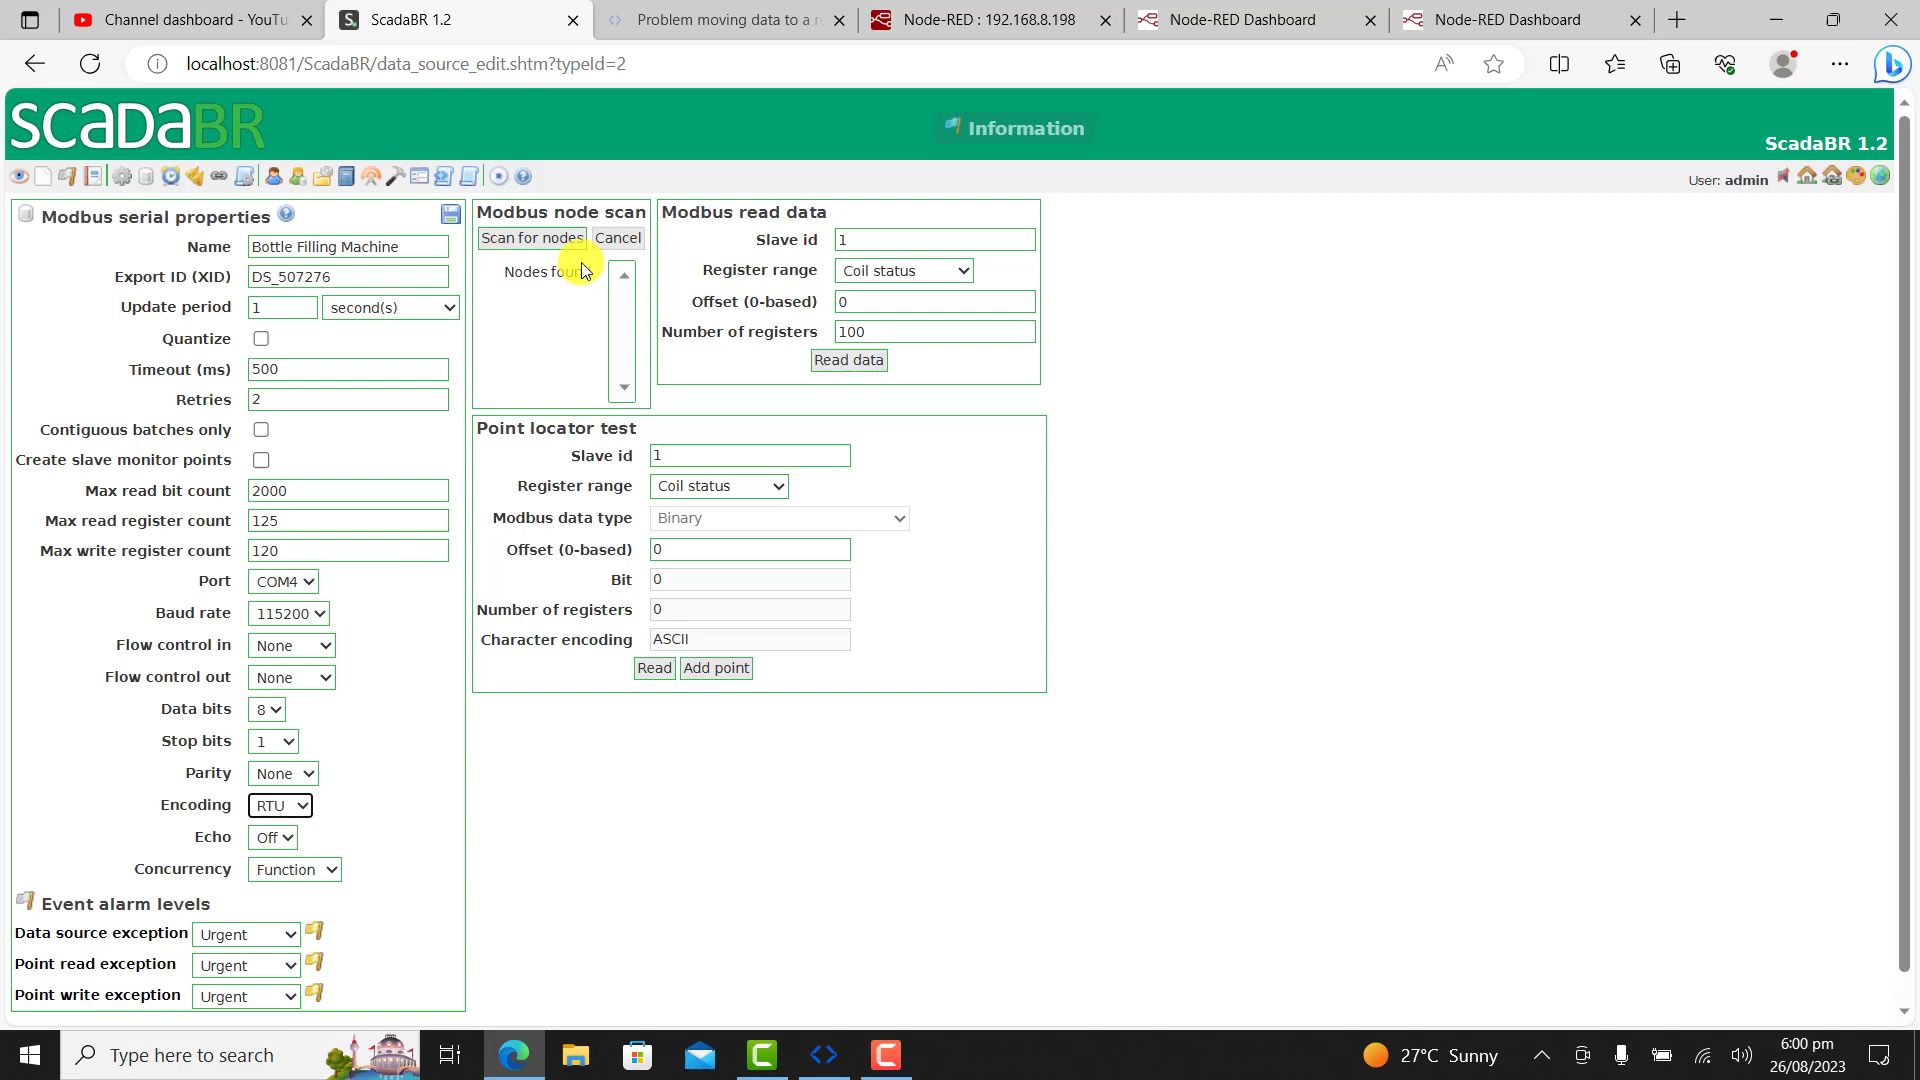 Channel dashboard - YouTu
ScadaBR 1.2
Problem moving data to a r
Node-RED : 192.168.8.198
Node-RED Dashboard
Node-RED Dashboard
localhost:8081/ScadaBR/data_source_edit.shtm?typeId=2
ScadaBR
Information
ScadaBR 1.2
User: admin
Modbus serial properties
Name Bottle Filling Machine
Export ID (XID) DS_507276
Update period 1 second(s)
Quantize
Timeout (ms) 500
Retries 2
Contiguous batches only
Create slave monitor points
Max read bit count 2000
Max read register count 125
Max write register count 120
Port COM4
Baud rate 115200
Flow control in None
Flow control out None
Data bits 8
Stop bits 1
Parity None
Encoding RTU
Echo Off
Concurrency Function
Event alarm levels
Data source exception Urgent
Point read exception Urgent
Point write exception Urgent
Modbus node scan
Scan for nodes Cancel
Nodes
Modbus read data
Slave id 1
Register range Coil status
Offset (0-based) 0
Number of registers 100
Read data
Point locator test
Slave id 1
Register range Coil status
Modbus data type Binary
Offset (0-based) 0
Bit 0
Number of registers 0
Character encoding ASCII
Read Add point
Type here to search
27°C Sunny
6:00 pm
26/08/2023